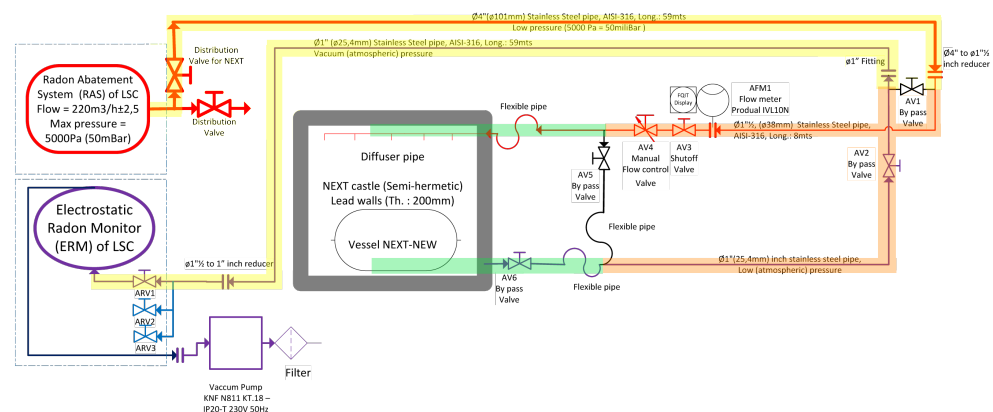 Ø4"(ø101mm) Stainless Steel pipe, AISI-316, Long.: 59mts
Low pressure (5000 Pa = 50miliBar )
Ø1" (ø25,4mm) Stainless Steel pipe, AISI-316, Long.: 59mts
Vacuum (atmospheric) pressure
Distribution
Valve for NEXT
Radon Abatement
System (RAS) of LSC
Flow = 220m3/h±2,5
Max pressure =
5000Pa (50mBar)
Distribution
Valve
ø1" Fitting
Ø4" to ø1"½
inch reducer
AV1
By pass
Valve
FQIT
Display
AFM1
Flow meter
Produal IVL10N
Flexible pipe
Ø1"½, (ø38mm) Stainless Steel pipe,
AISI-316, Long.: 8mts
AV4
Manual
Flow control
Valve
AV3
Shutoff
Valve
AV2
By pass
Valve
AV5
By pass
Valve
Diffuser pipe
NEXT castle (Semi-hermetic)
Lead walls (Th. : 200mm)
Vessel NEXT-NEW
Flexible pipe
Electrostatic
Radon Monitor
(ERM) of LSC
ø1"½ to 1" inch reducer
Ø1"(25,4mm) inch stainless steel pipe,
Low (atmospheric) pressure
AV6
By pass
Valve
Flexible pipe
ARV1
ARV2
ARV3
Filter
Vaccum Pump
KNF N811 KT.18 –
IP20-T 230V 50Hz